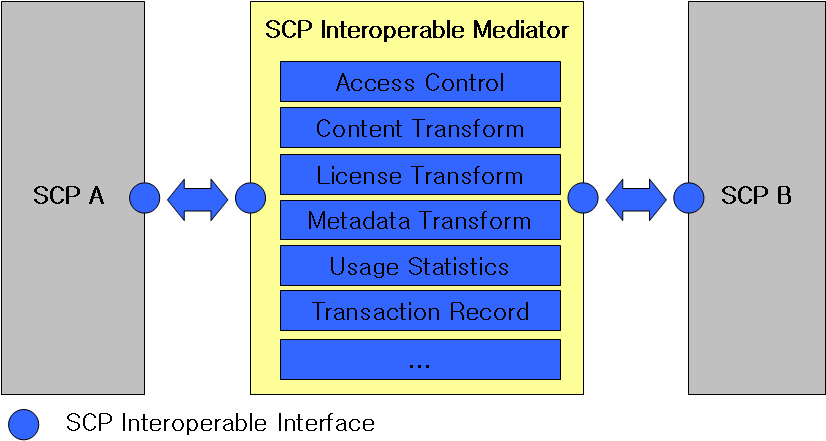 SCP Interoperable Mediator
Access Control
Content Transform
License Transform
SCP A
SCP B
Metadata Transform
Usage Statistics
Transaction Record
...
SCP Interoperable Interface